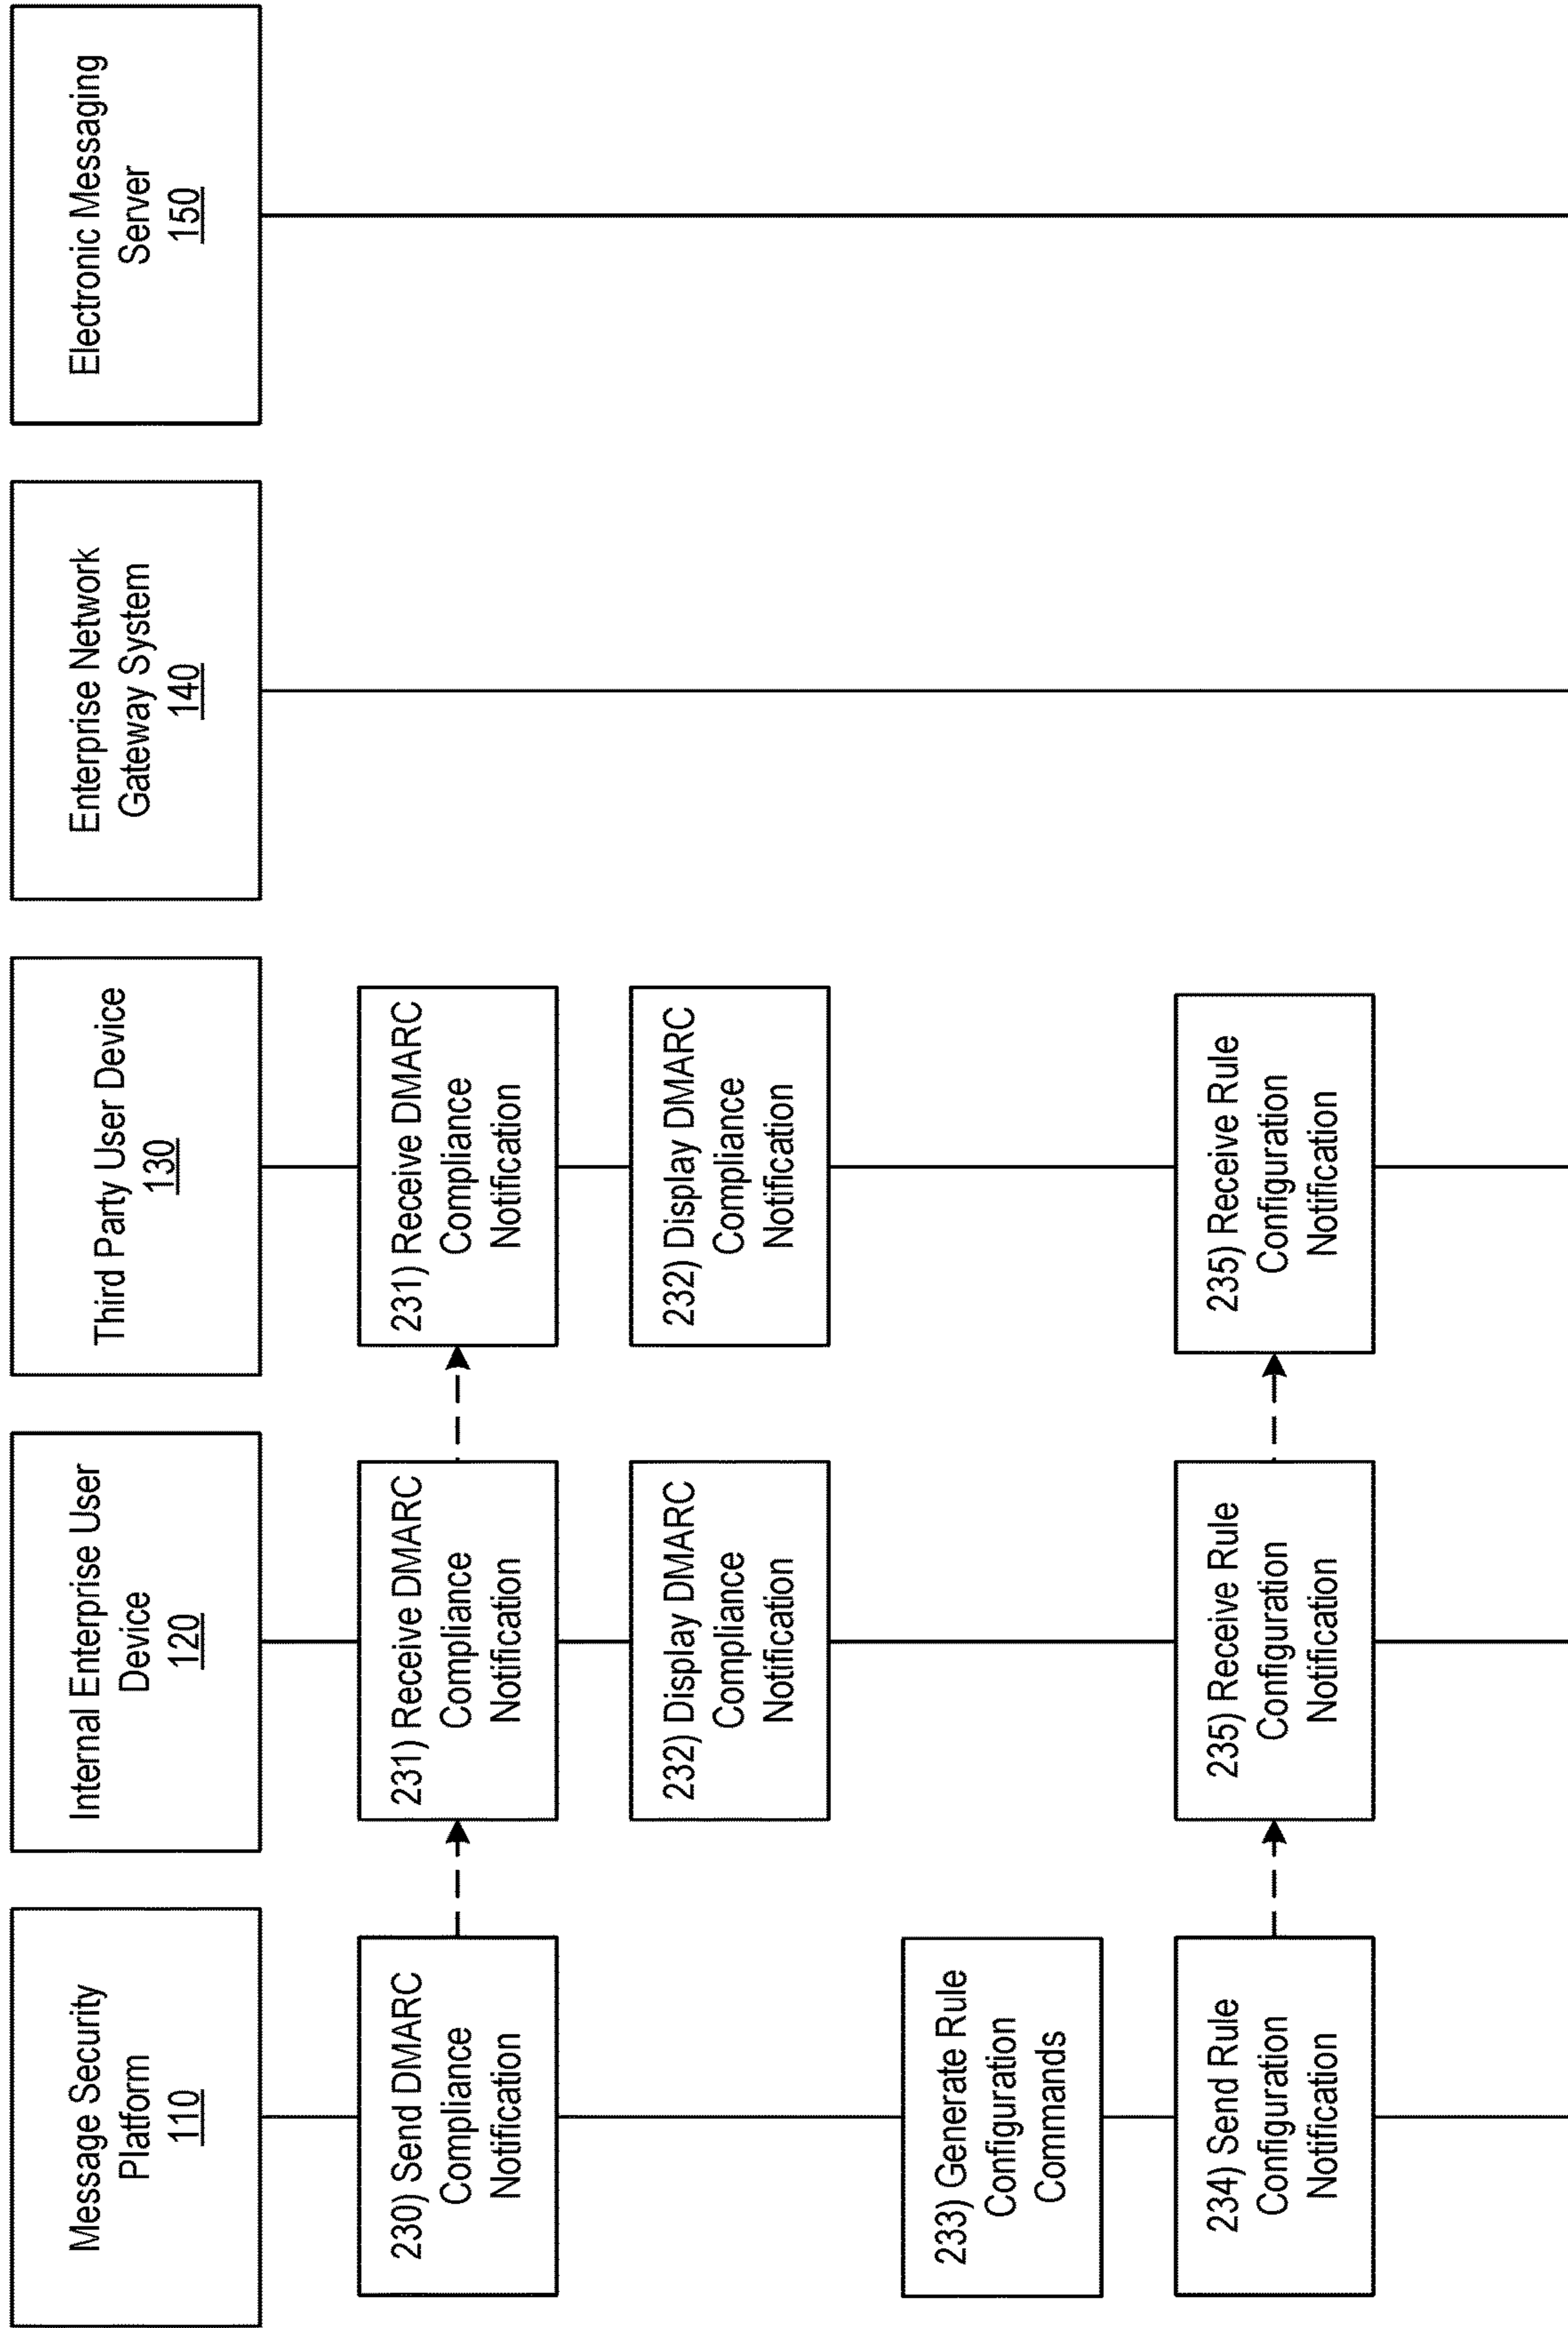 Message Security
Platform
110
Internal Enterprise User
Device
120
Third Party User Device
130
Enterprise Network
Gateway System
140
Electronic Messaging
Server
150
230) Send DMARC
Compliance
Notification
231) Receive DMARC
Compliance
Notification
231) Receive DMARC
Compliance
Notification
232) Display DMARC
Compliance
Notification
232) Display DMARC
Compliance
Notification
233) Generate Rule
Configuration
Commands
234) Send Rule
Configuration
Notification
235) Receive Rule
Configuration
Notification
235) Receive Rule
Configuration
Notification